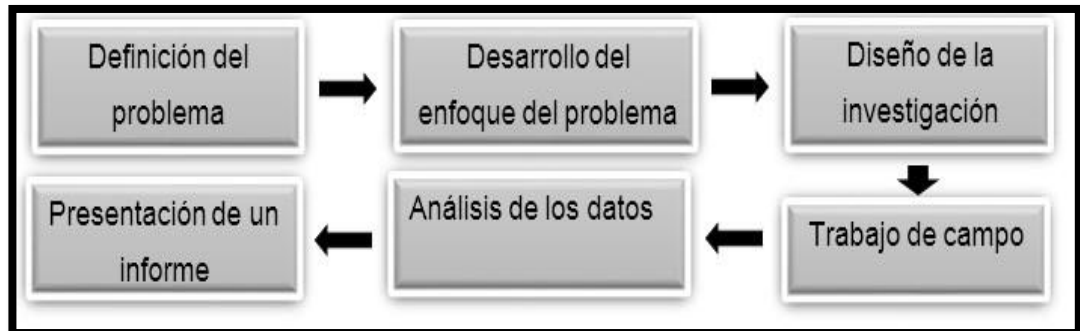 Definición del
problema
Desarrollo del
enfoque del problema
Diseño de la
investigación
Trabajo de campo
Análisis de los datos
Presentación de un
informe